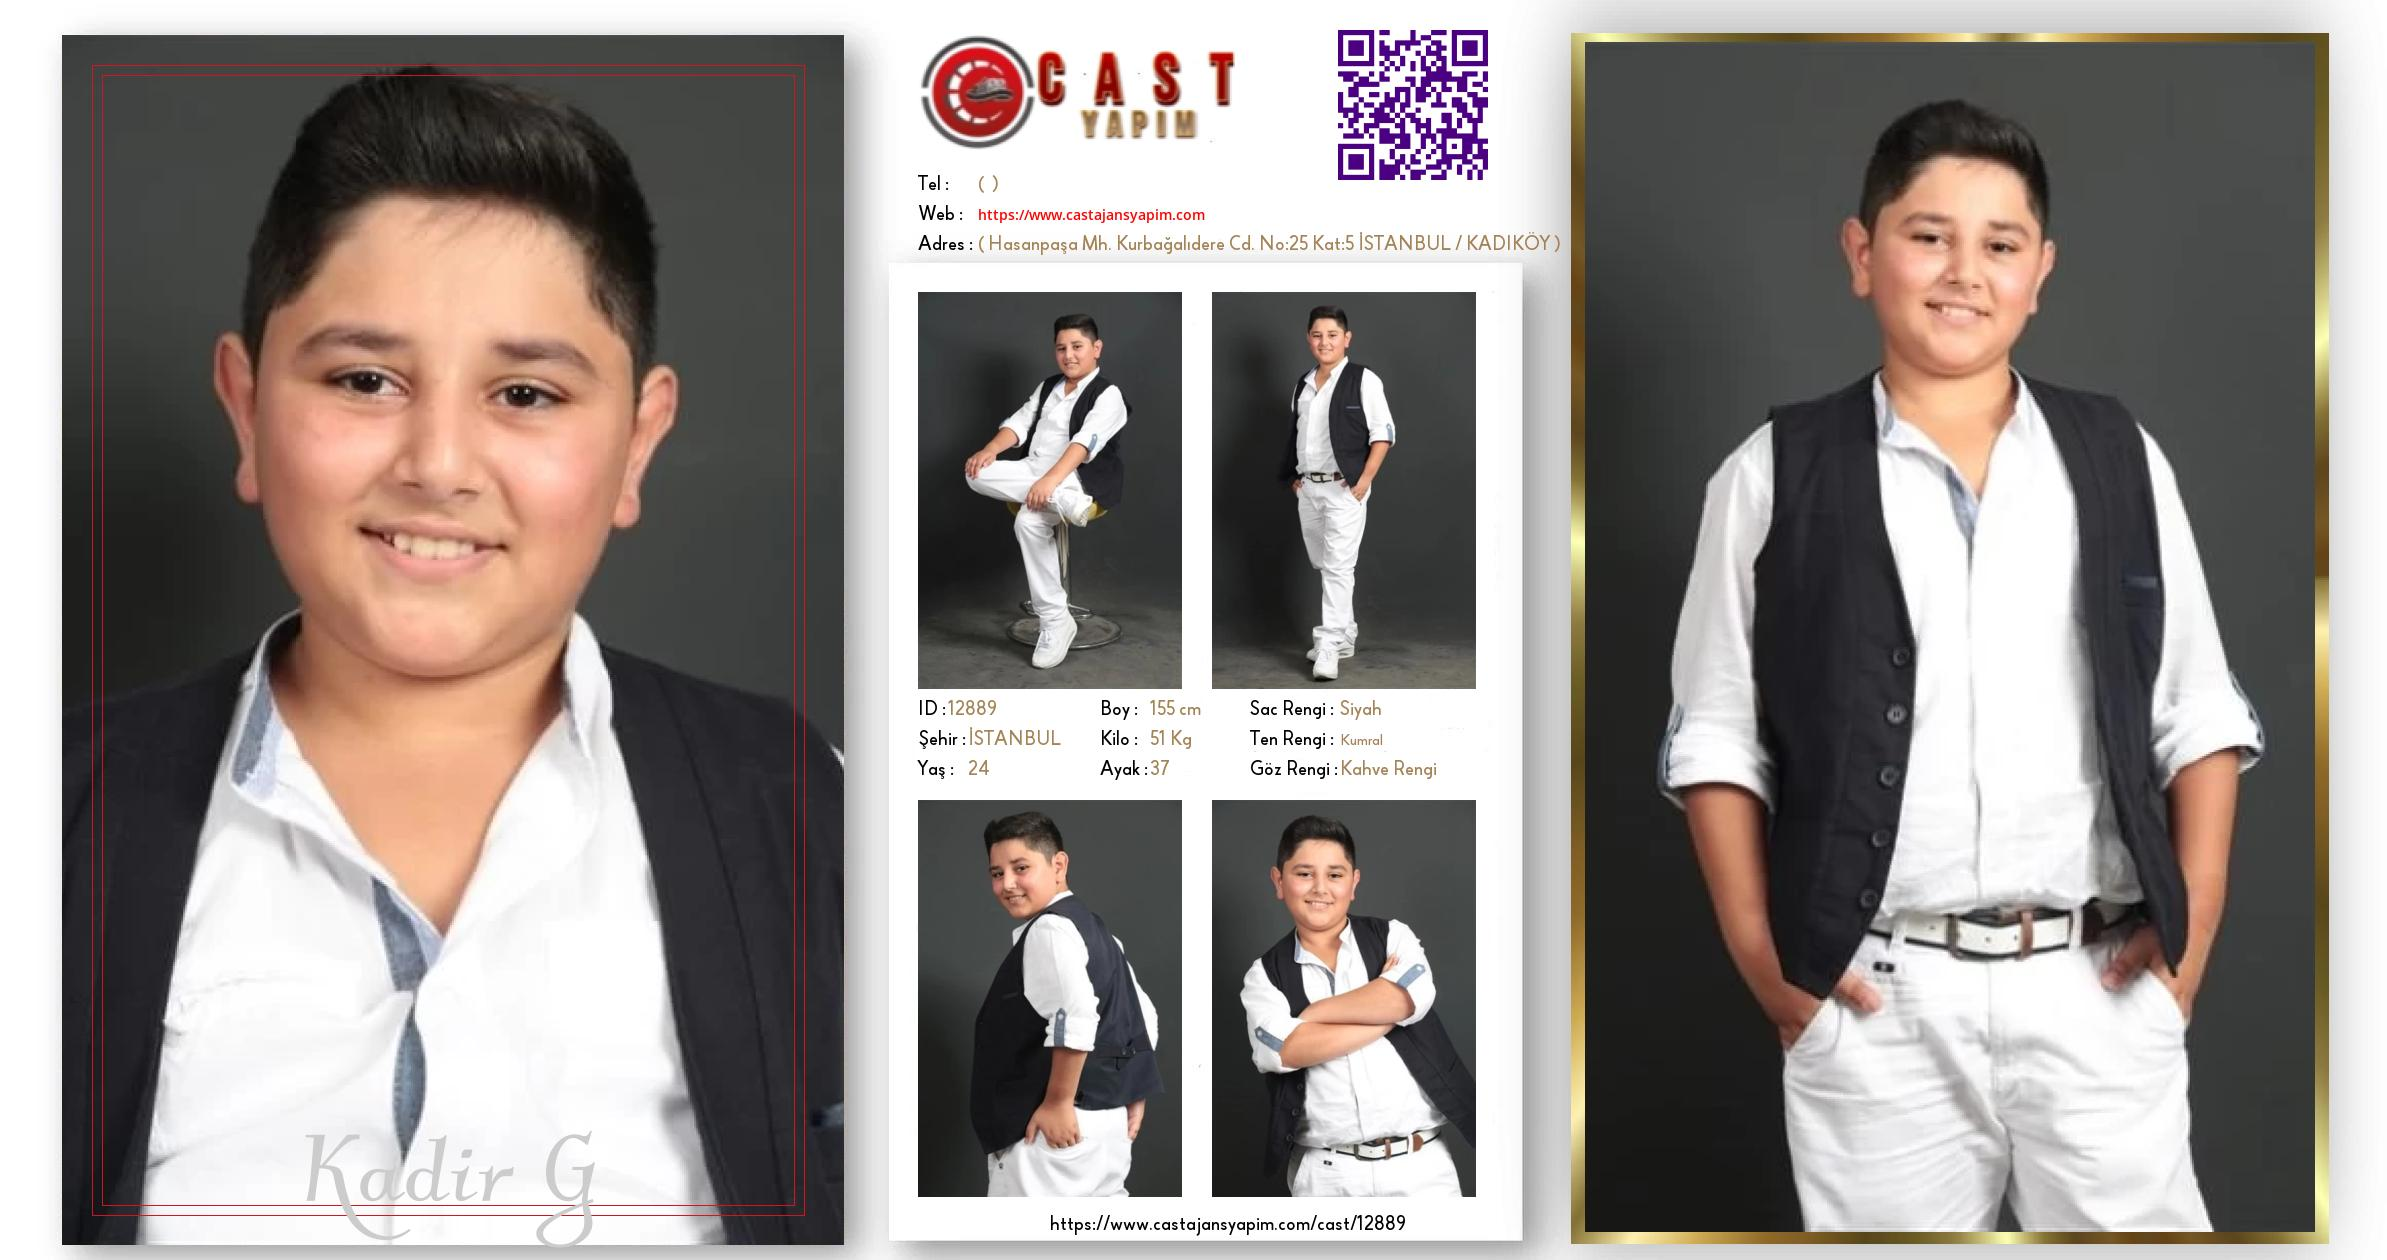 CAST
YAPIM
Tel : ( )
Web : https://www.castajansyapim.com
Adres : ( Hasanpaşa Mh. Kurbağalıdere Cd. No:25 Kat:5 İSTANBUL / KADIKÖY )
ID : 12889 Boy : 155 cm Sac Rengi : Siyah
Şehir : İSTANBUL Kilo : 51 Kg Ten Rengi : Kumral
Yaş : 24 Ayak : 37 Göz Rengi : Kahve Rengi
Kadir G
https://www.castajansyapim.com/cast/12889